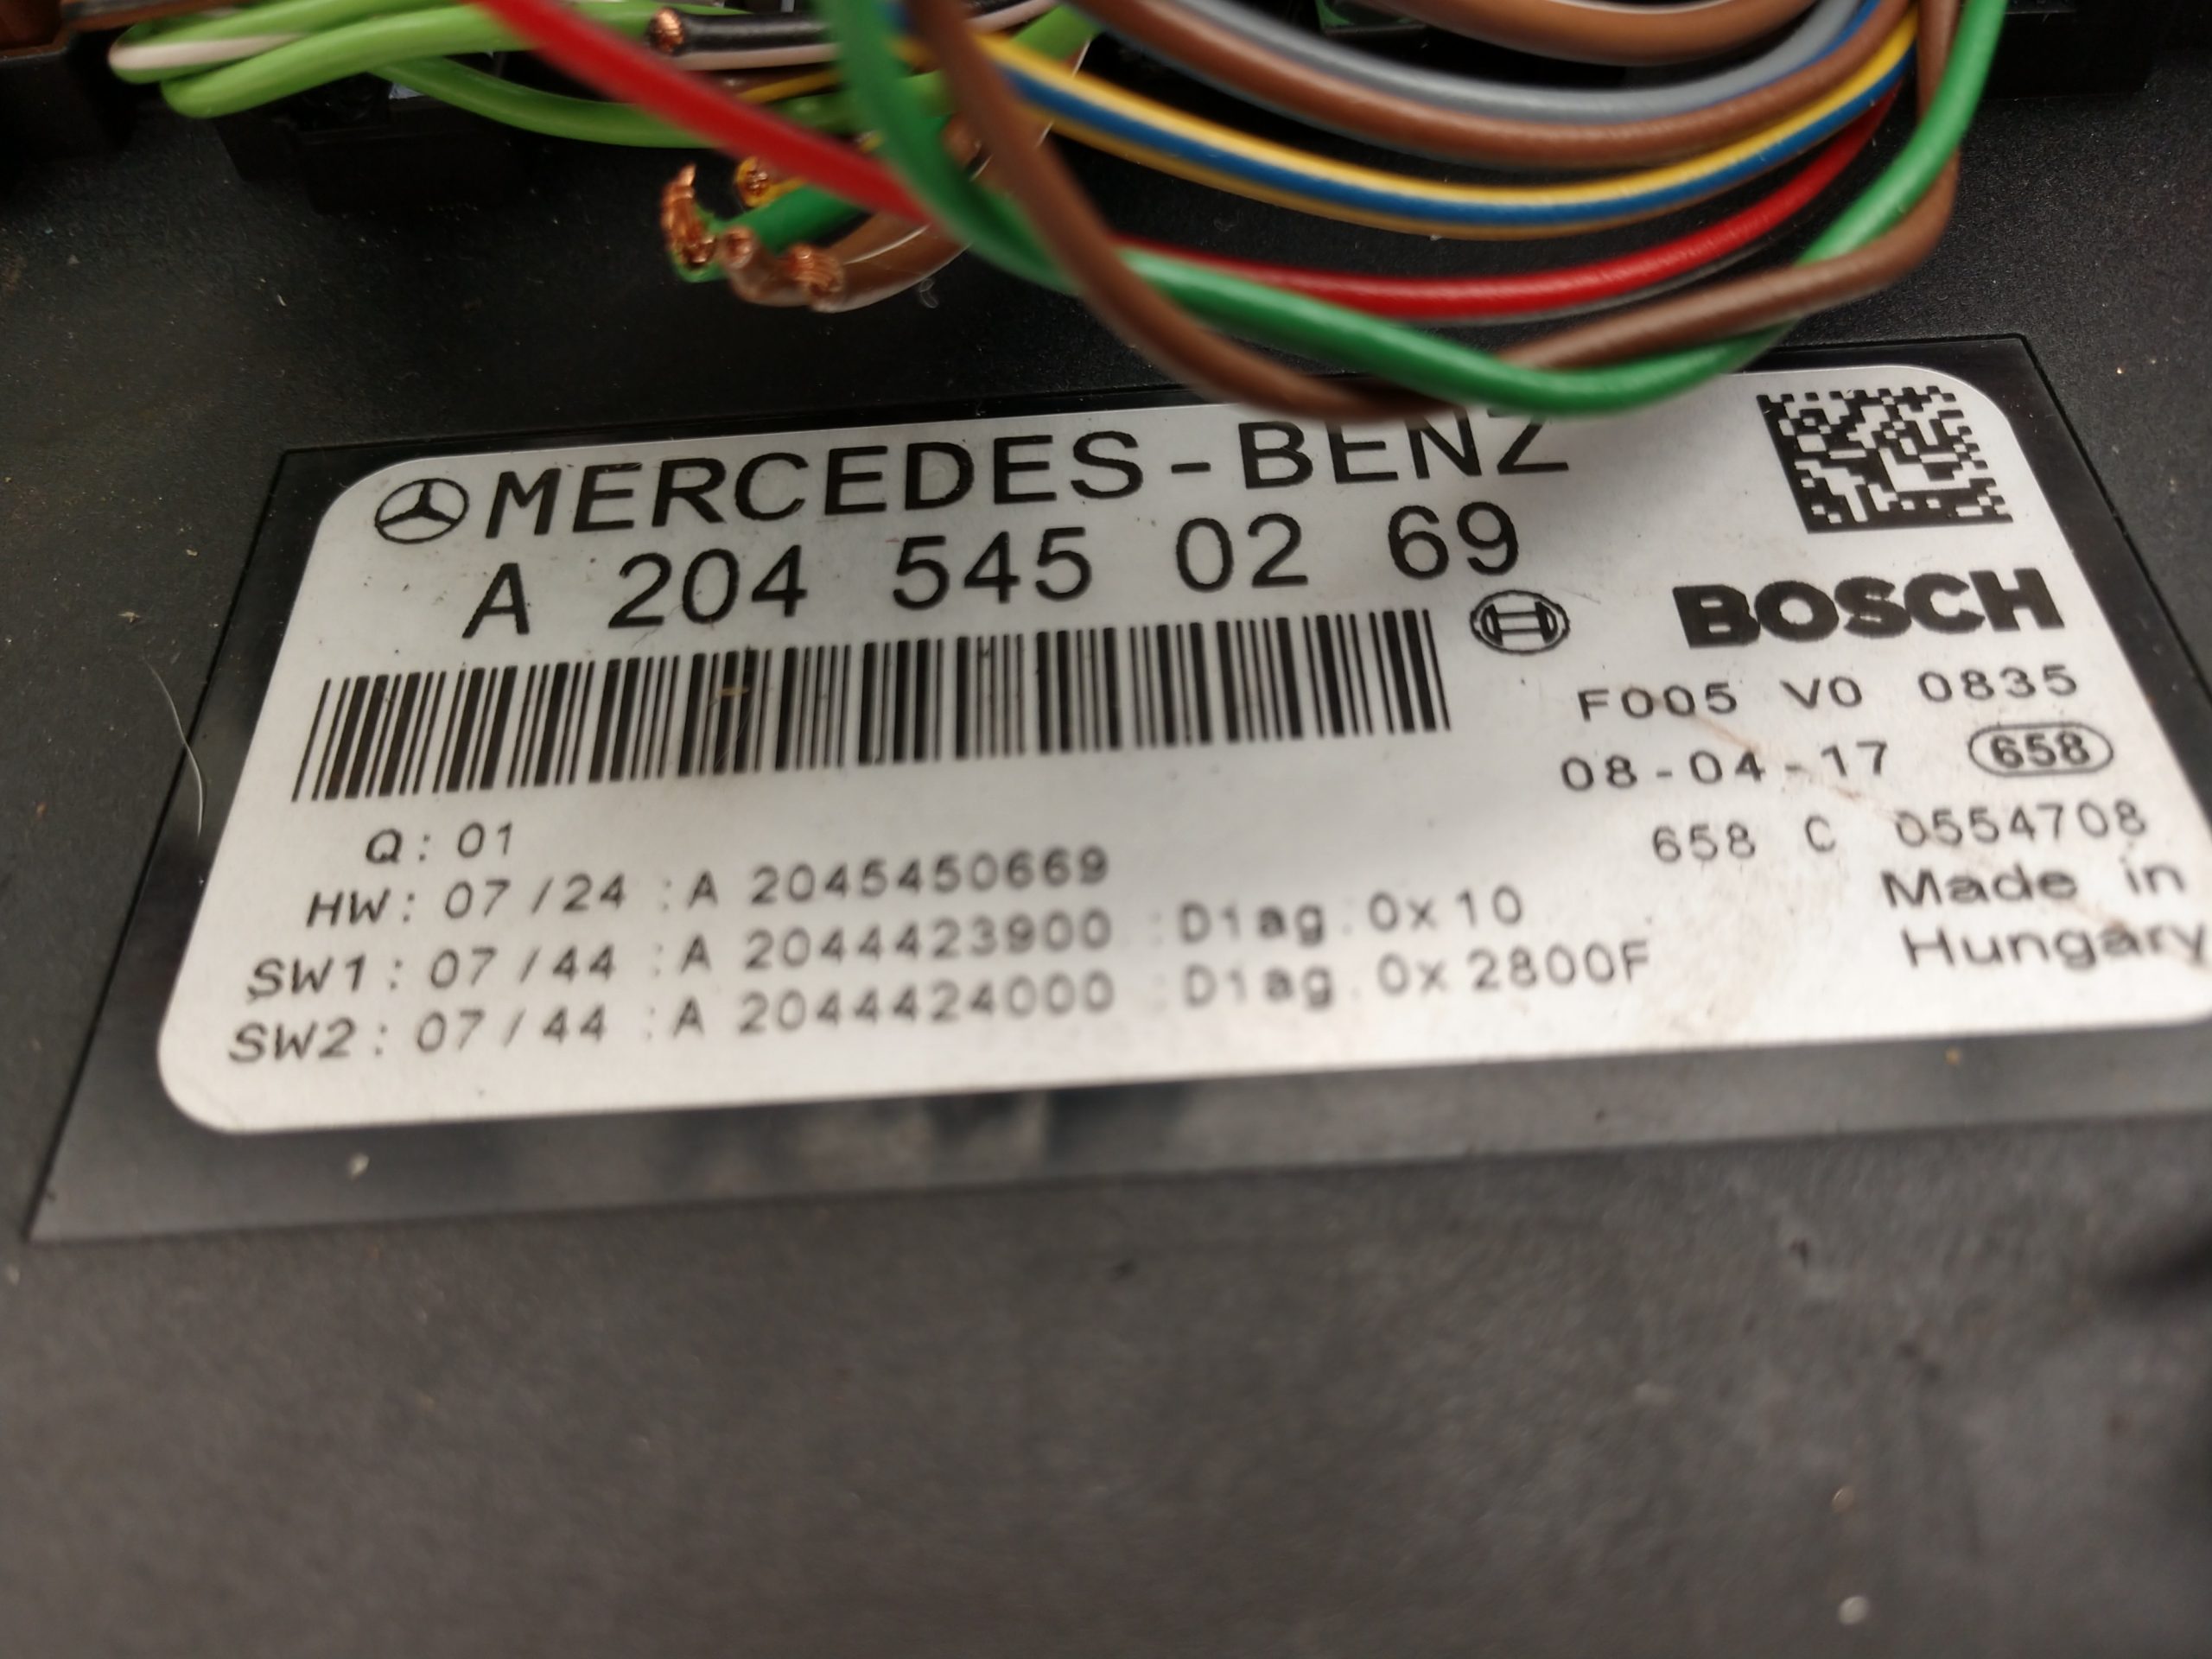 MERCEDES-BENZ
A 204 545 02 69
BOSCH
F005 V0 0835
08-04-17 658
658 C 0554708
Made in
Hungary
Q: 01
HW: 07/24 :A 2045450669
SW1: 07/44 :A 2044423900 :Diag.0x10
SW2: 07/44 :A 2044424000 :Diag.0x2800F